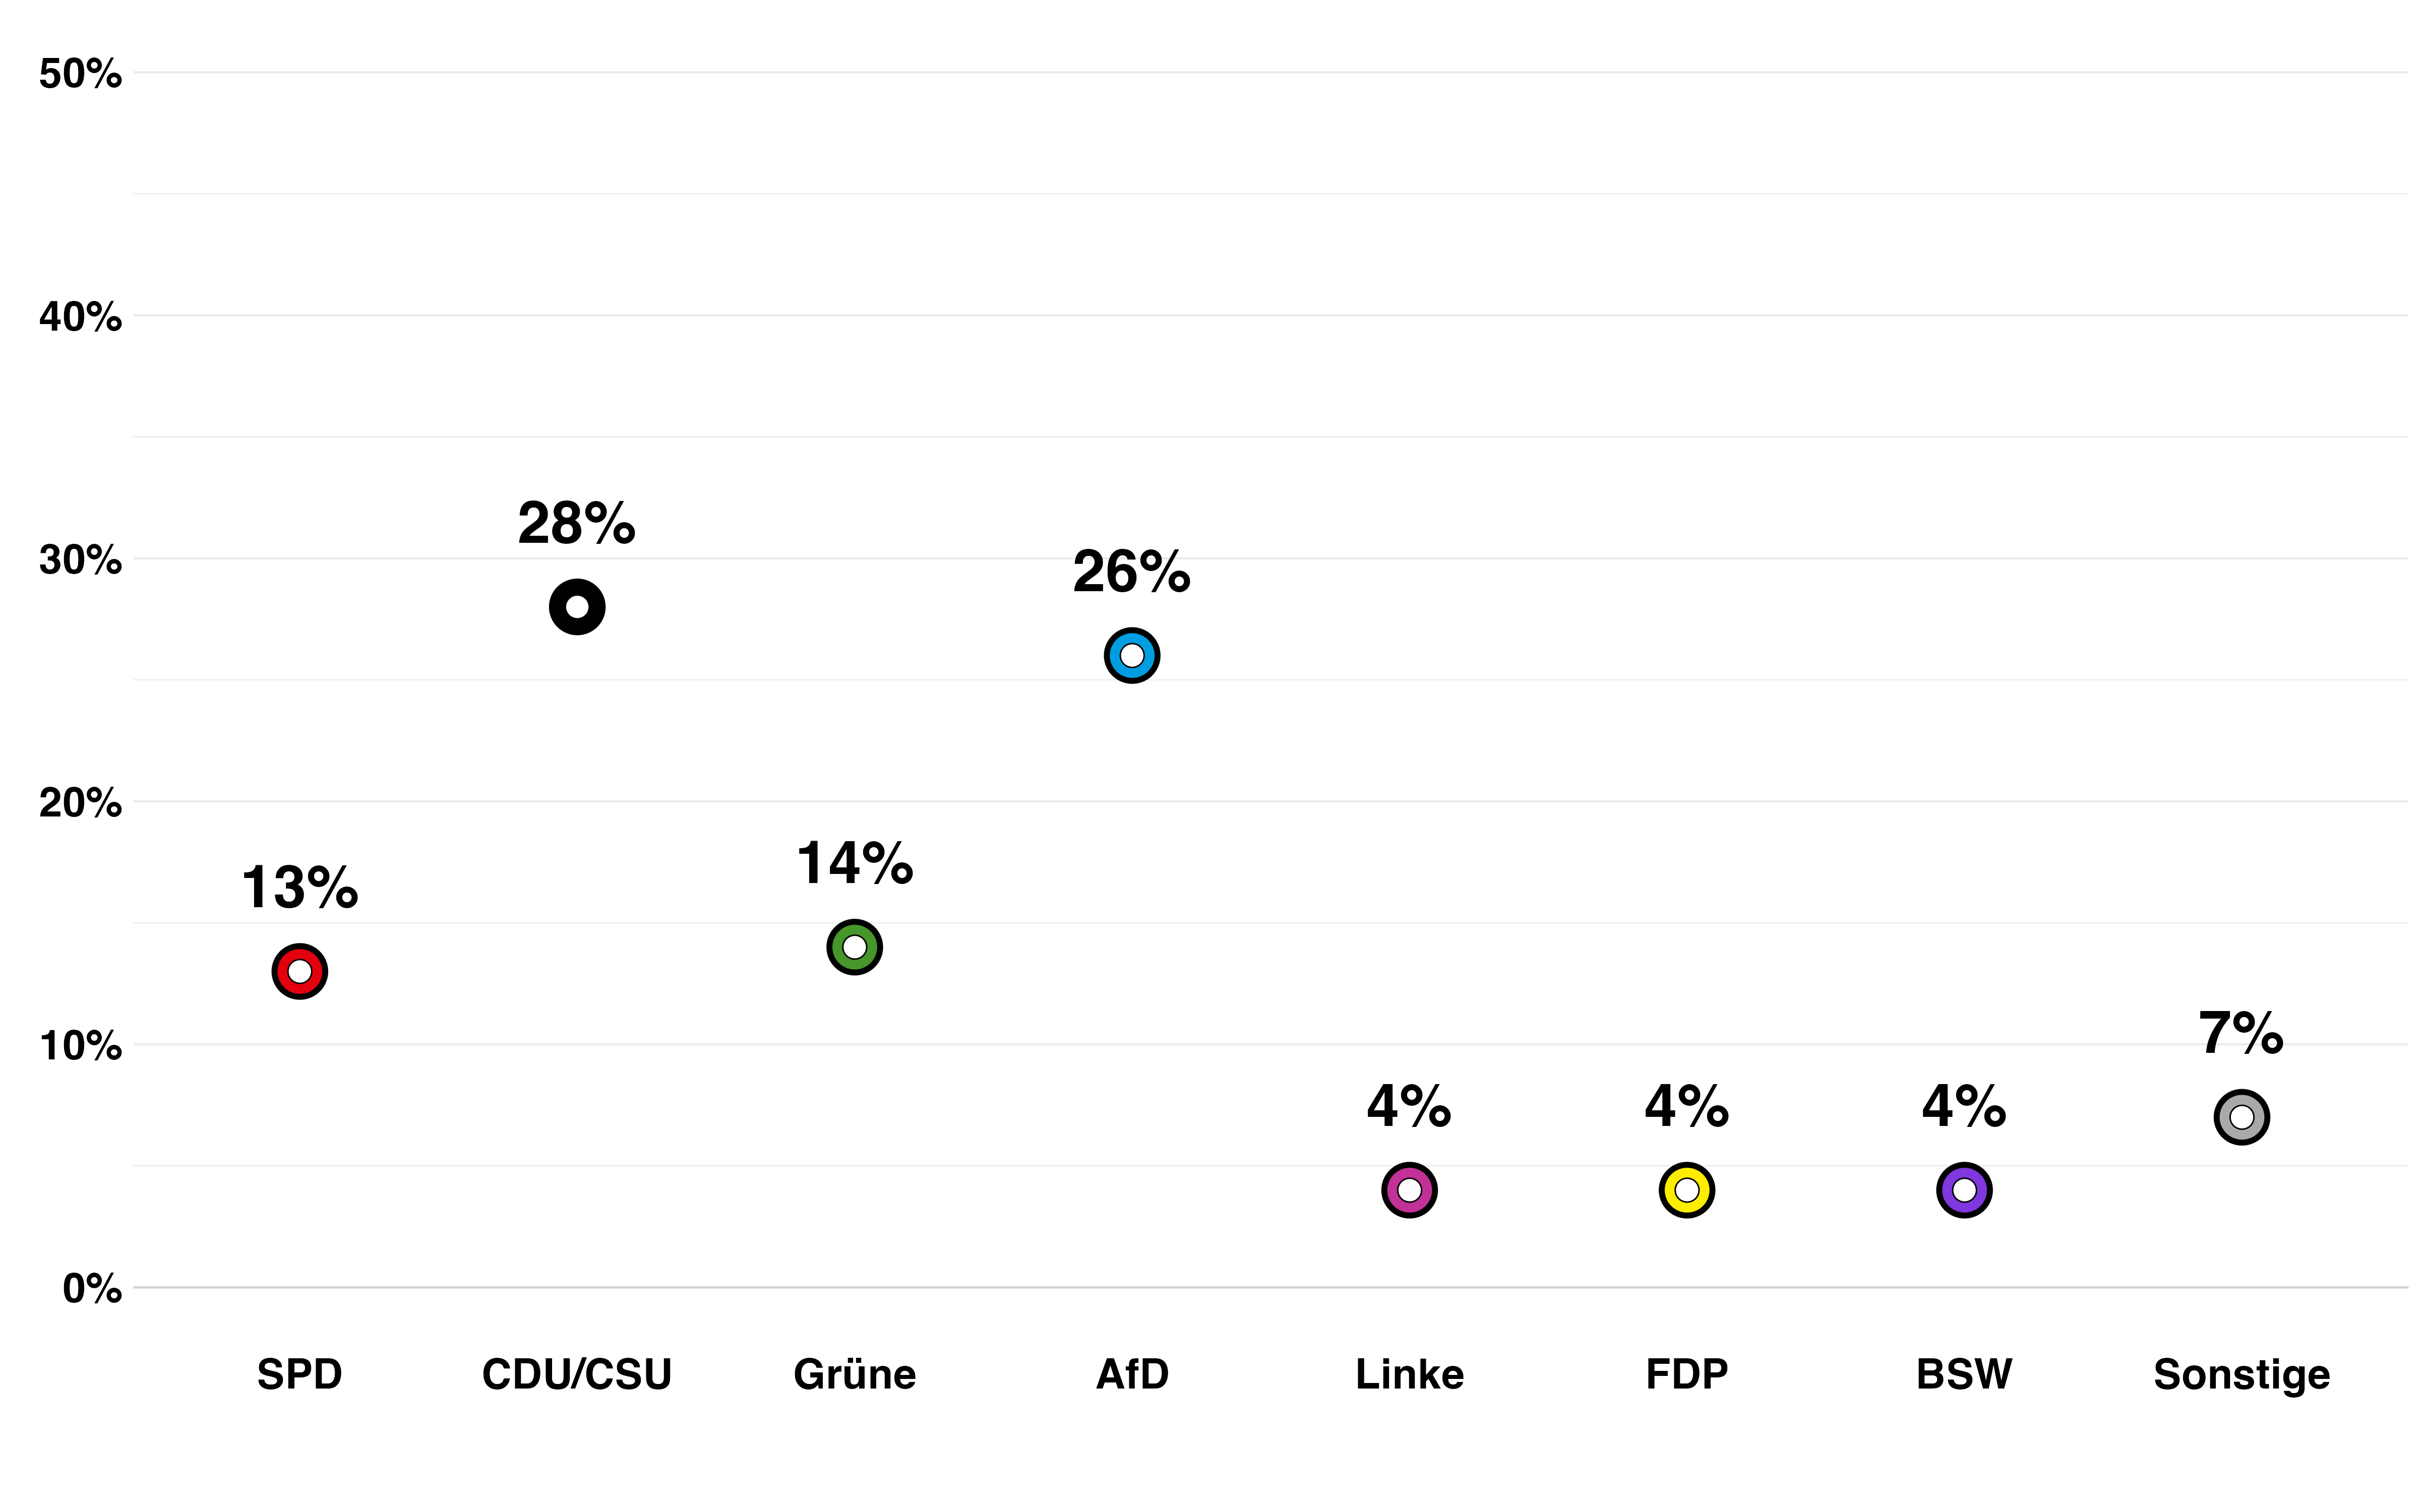 50%
40%
30%
20%
10%
0%
13%
28%
14%
26%
4%
4%
4%
7%
SPD
CDU/CSU
Grüne
AfD
Linke
FDP
BSW
Sonstige